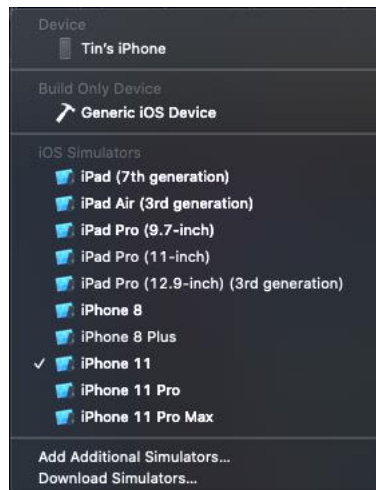 Device
Tin's iPhone
Build Only Device
Generic iOS Device
iOS Simulators
iPad (7th generation)
iPad Air (3rd generation)
iPad Pro (9.7-inch)
iPad Pro (11-inch)
iPad Pro (12.9-inch) (3rd generation)
iPhone 8
iPhone 8 Plus
✓ iPhone 11
iPhone 11 Pro
iPhone 11 Pro Max
Add Additional Simulators...
Download Simulators...